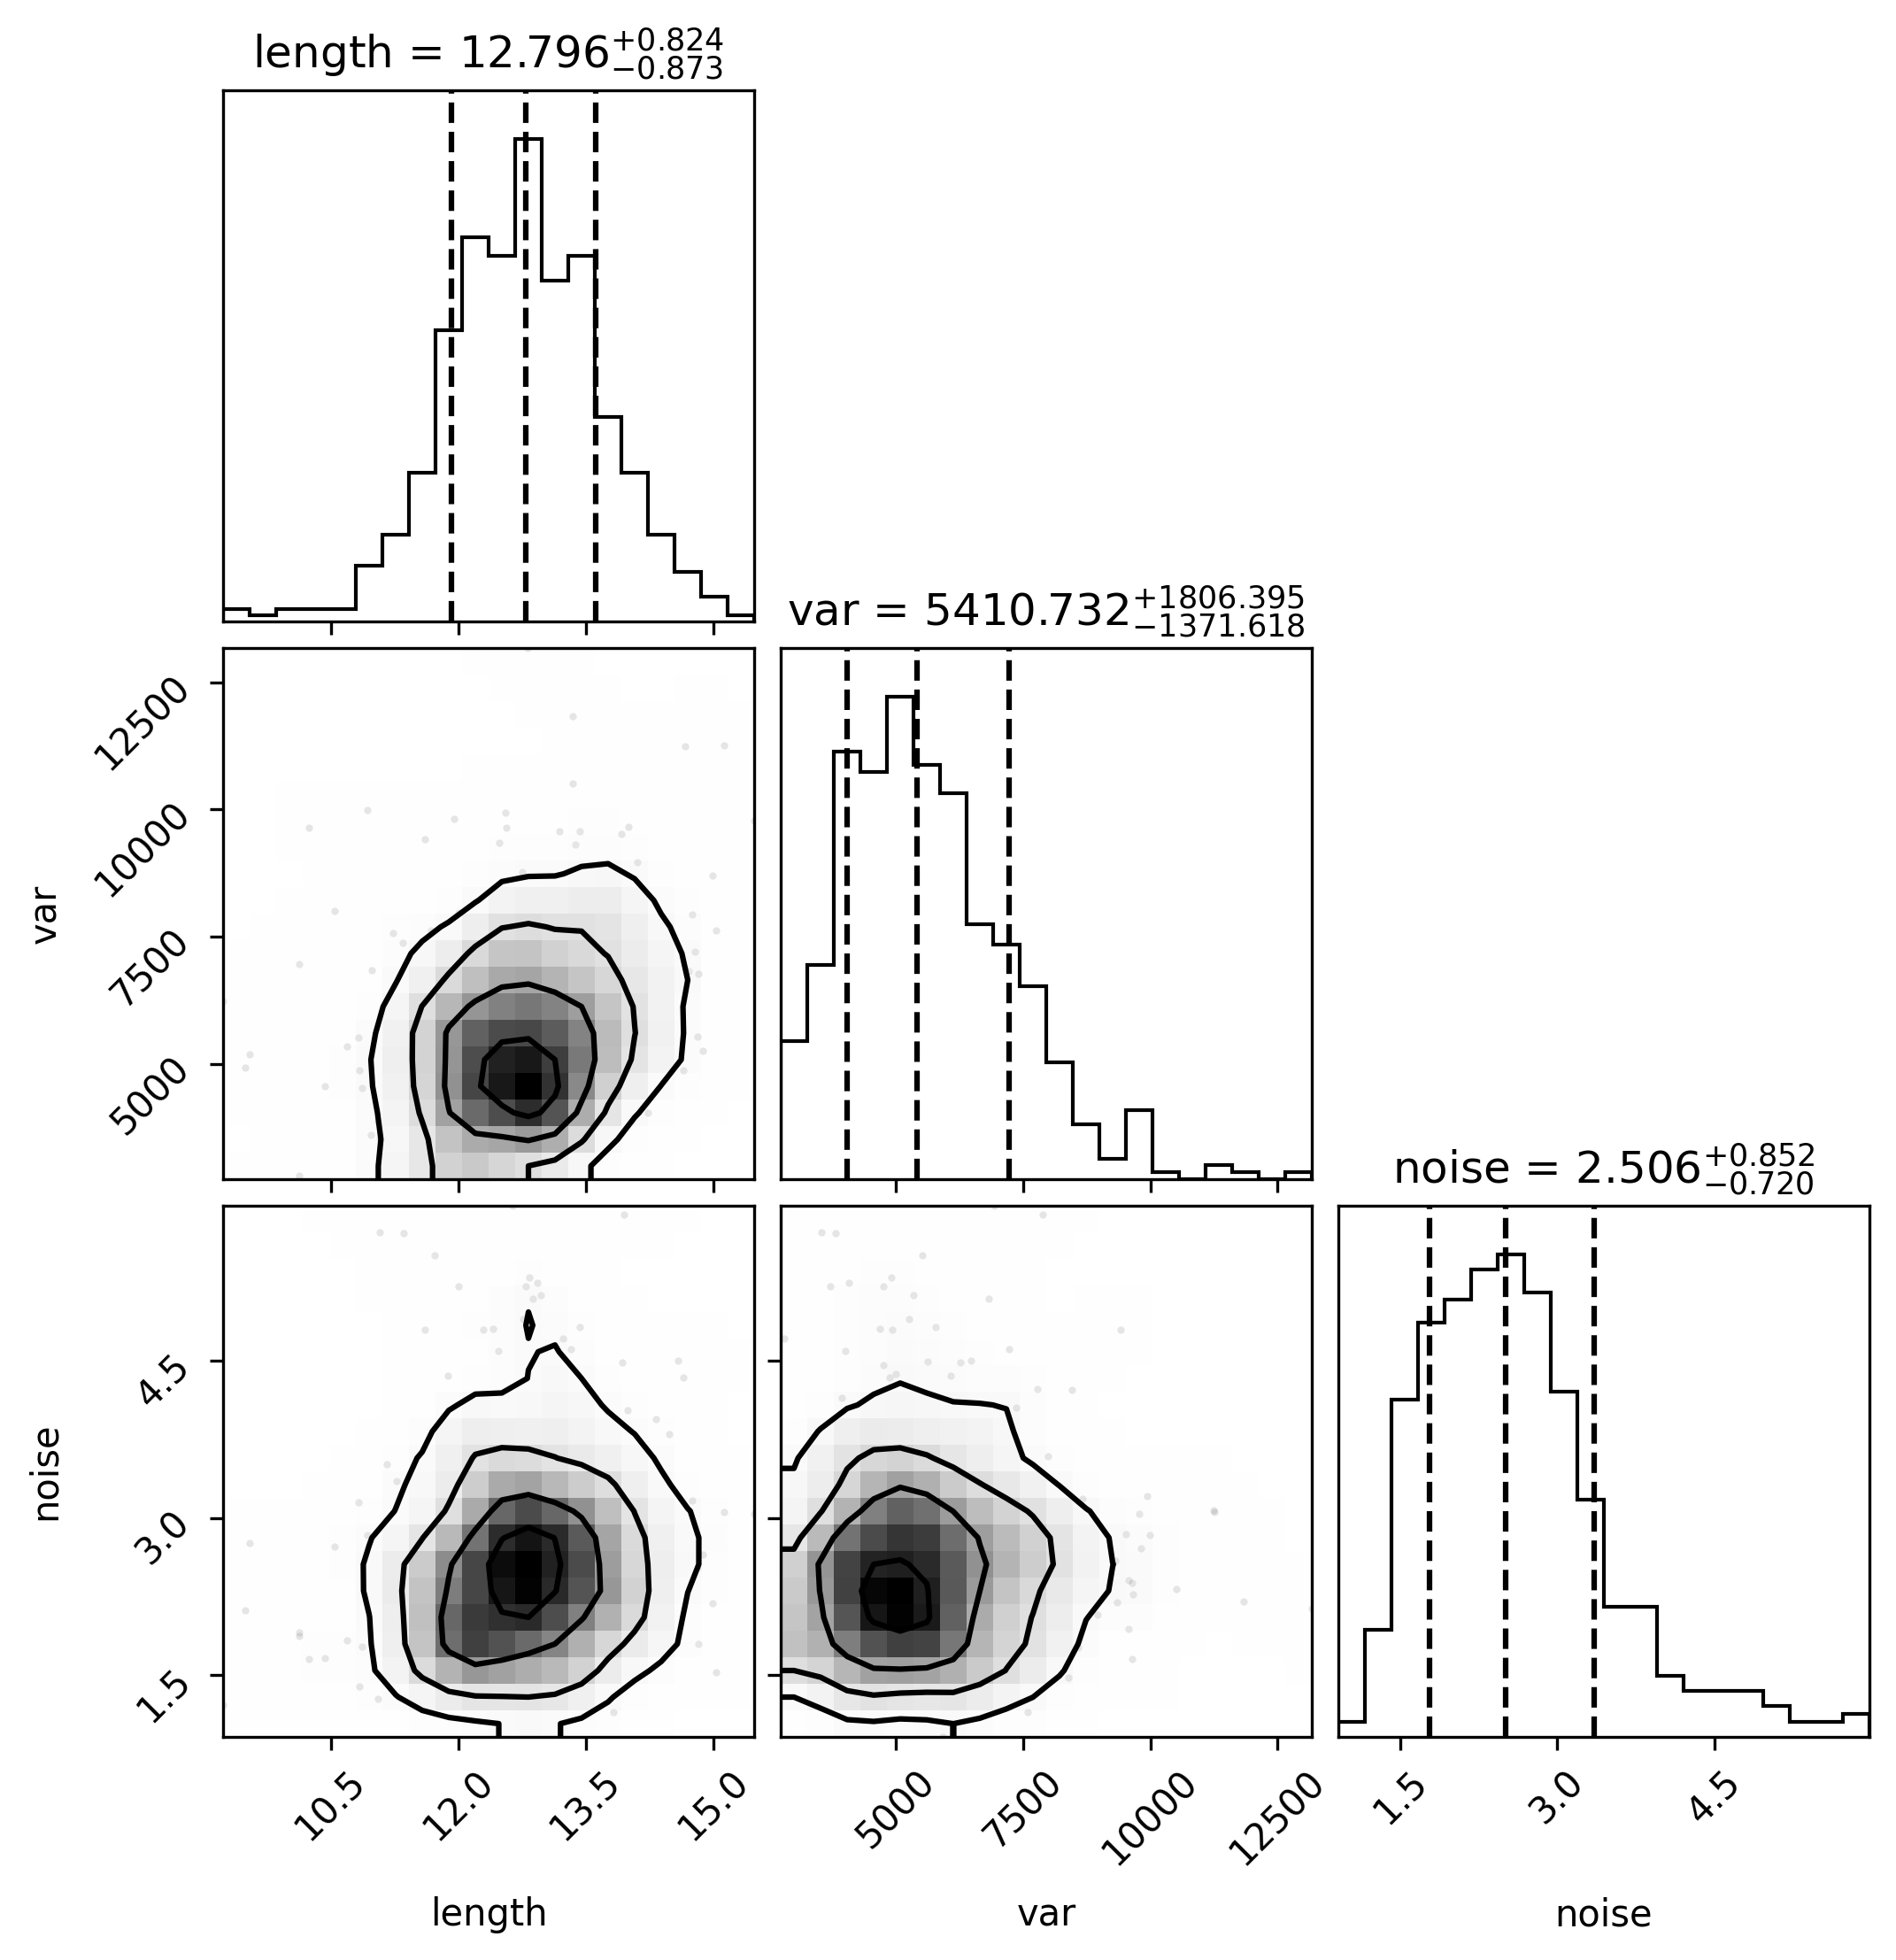 length = 12.796+0.824−0.873
var = 5410.732+1806.395−1371.618
12500
10000
7500
5000
var
noise = 2.506+0.852−0.720
4.5
3.0
1.5
noise
10.5 12.0 13.5 15.0 5000 7500 10000 12500 1.5 3.0 4.5
length var noise